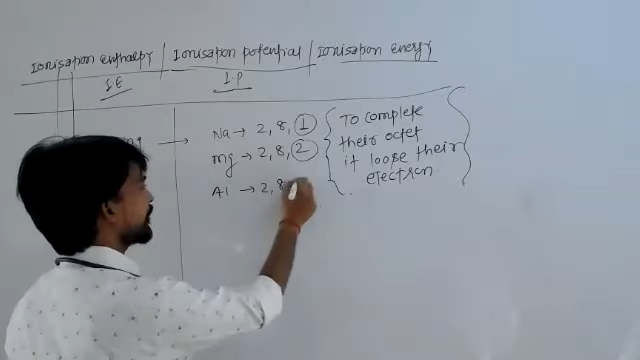 Ionisation enthalpy / Ionisation potential / Ionisation energy
I.E I.P
Na → 2, 8, 1
Mg → 2, 8, 2
Al → 2, 8
To complete
their octet
it loose their
electron